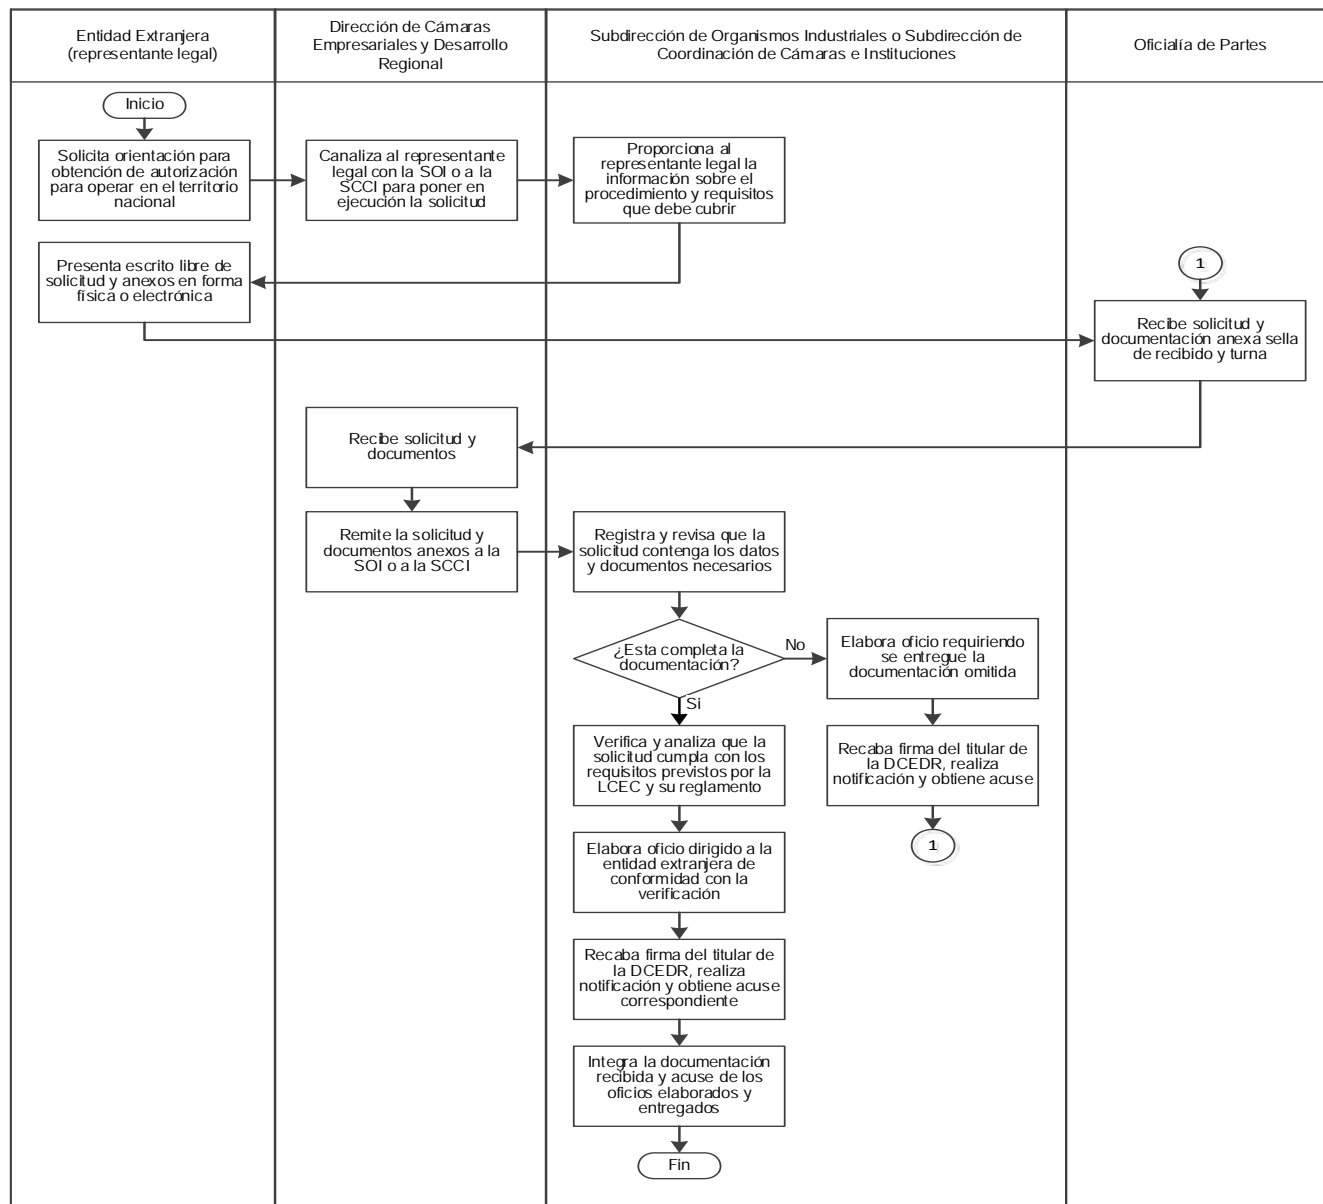 Entidad Extranjera
(representante legal)
Dirección de Cámaras
Empresariales y Desarrollo
Regional
Subdirección de Organismos Industriales o Subdirección de
Coordinación de Cámaras e Instituciones
Oficialía de Partes
Inicio
Solicita orientación para
obtención de autorización
para operar en el territorio
nacional
Canaliza al representante
legal con la SOI o a la
SCCI para poner en
ejecución la solicitud
Proporciona al
representante legal la
información sobre el
procedimiento y requisitos
que debe cubrir
Presenta escrito libre de
solicitud y anexos en forma
física o electrónica
1
Recibe solicitud y
documentación anexa sella
de recibido y turna
Recibe solicitud y
documentos
Remite la solicitud y
documentos anexos a la
SOI o a la SCCI
Registra y revisa que la
solicitud contenga los datos
y documentos necesarios
¿Esta completa la
documentación?
No
Elabora oficio requiriendo
se entregue la
documentación omitida
Si
Verifica y analiza que la
solicitud cumpla con los
requisitos previstos por la
LCEC y su reglamento
Recaba firma del titular de
la DCEDR, realiza
notificación y obtiene acuse
1
Elabora oficio dirigido a la
entidad extranjera de
conformidad con la
verificación
Recaba firma del titular de
la DCEDR, realiza
notificación y obtiene acuse
correspondiente
Integra la documentación
recibida y acuse de los
oficios elaborados y
entregados
Fin